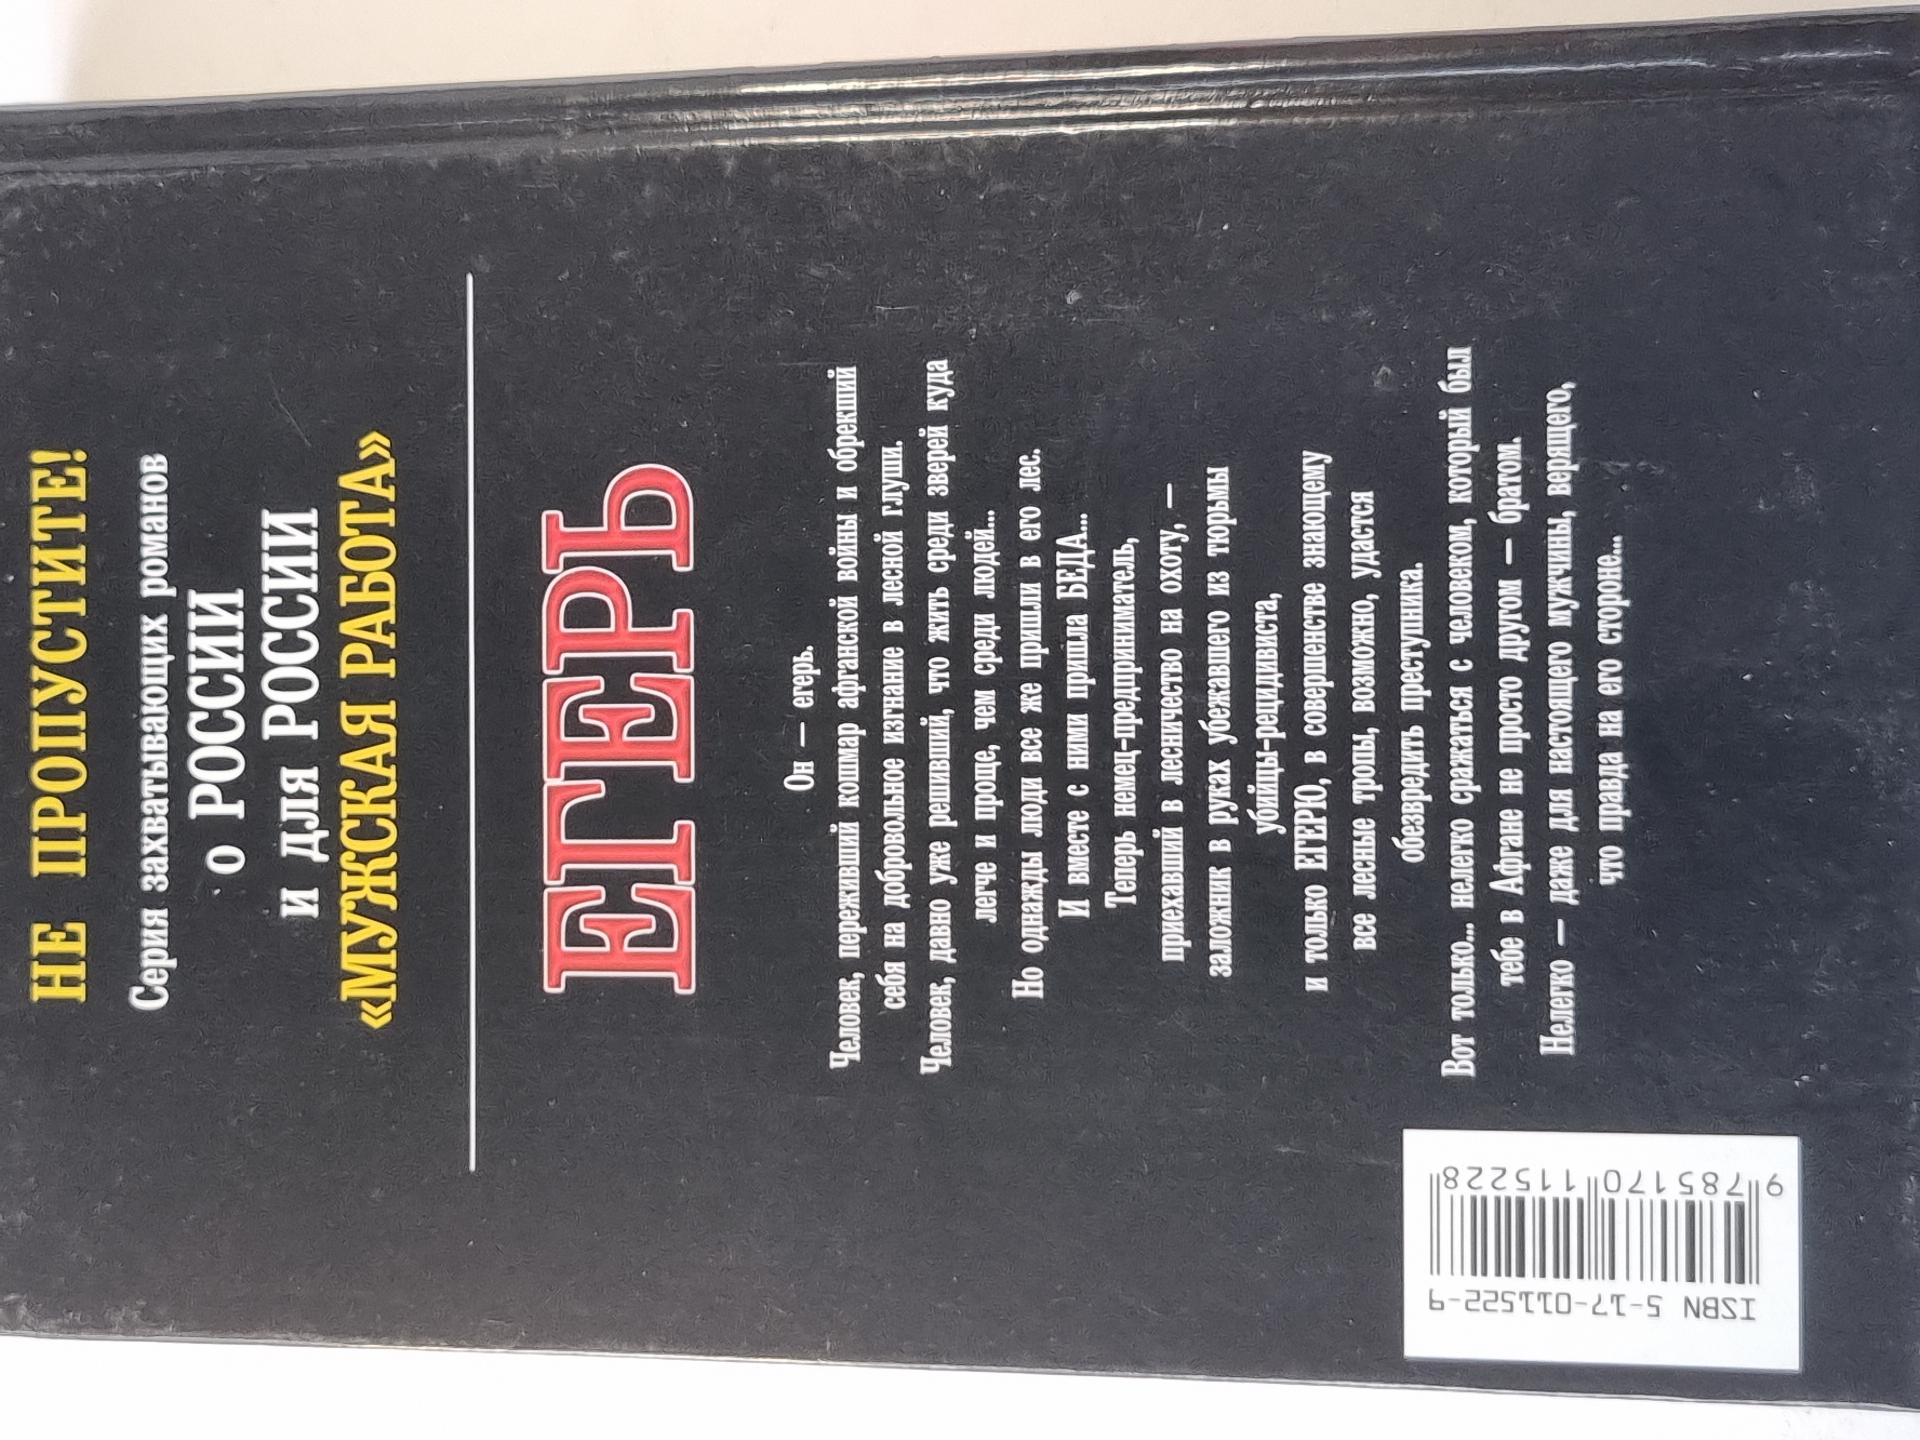 НЕ ПРОПУСТИТЕ!
Серия захватывающих романов
о РОССИИ
и для РОССИИ
«МУЖСКАЯ РАБОТА»
ЕГЕРЬ
Он — егерь.
Человек, переживший кошмар афганской войны и обрекший
себя на добровольное изгнание в лесной глуши.
Человек, давно уже решивший, что жить среди зверей куда
легче и проще, чем среди людей...
Но однажды люди все же пришли в его лес.
И вместе с ними пришла БЕДА...
Теперь немец-предприниматель,
приехавший в лесничество на охоту, —
заложник в руках убежавшего из тюрьмы
убийцы-рецидивиста,
и только ЕГЕРЮ, в совершенстве знающему
все лесные тропы, возможно, удастся
обезвредить преступника.
Вот только... нелегко сражаться с человеком, который был
тебе в Афгане не просто другом — братом.
Нелегко — даже для настоящего мужчины, верящего,
что правда на его стороне...
ISBN 5-17-011522-9
9 785170 115228